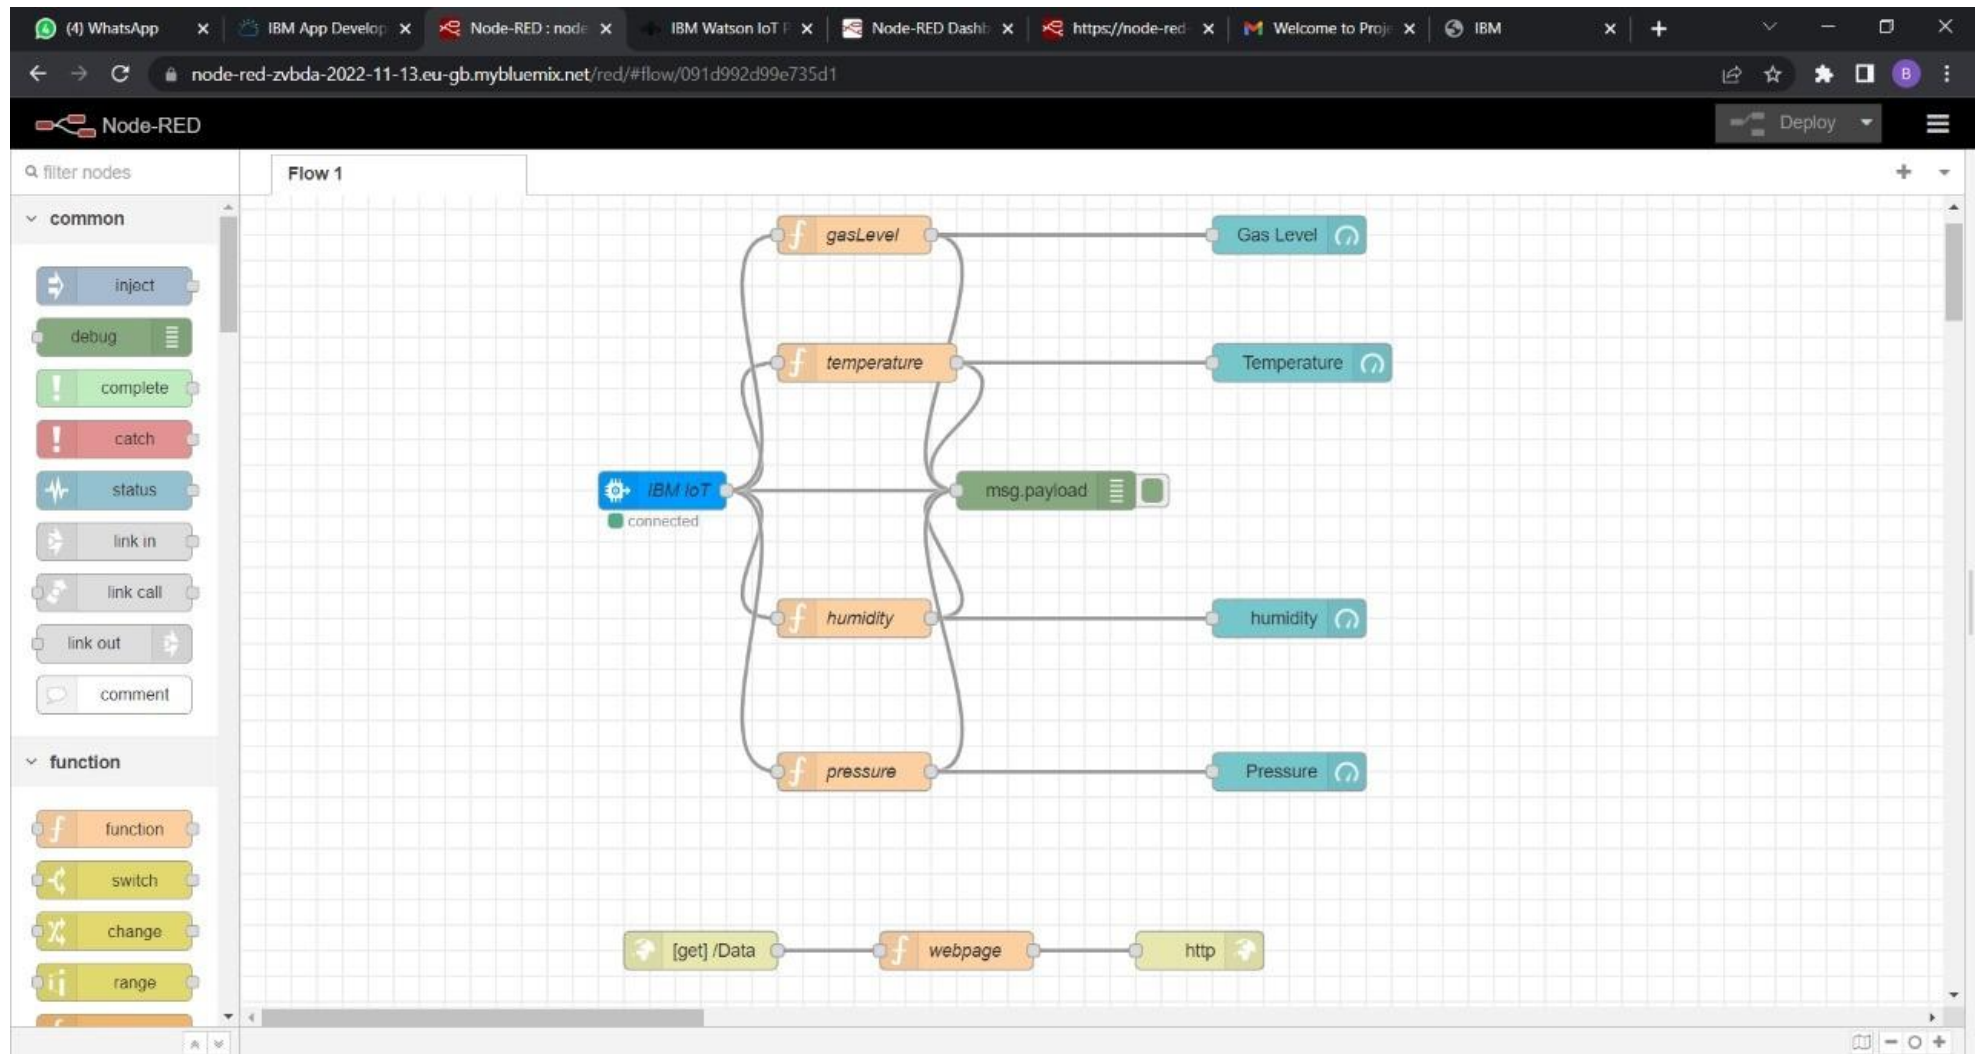 (4) WhatsApp
IBM App Develop
Node-RED : node
IBM Watson IoT P
Node-RED Dashb
https://node-red-
Welcome to Proje
IBM
node-red-zvbda-2022-11-13.eu-gb.mybluemix.net/red/#flow/091d992d99e735d1
B
Node-RED
Deploy
filter nodes
Flow 1
common
inject
debug
complete
catch
status
link in
link call
link out
comment
function
function
switch
change
range
gasLevel
Gas Level
temperature
Temperature
IBM IoT
connected
msg.payload
humidity
humidity
pressure
Pressure
[get] /Data
webpage
http